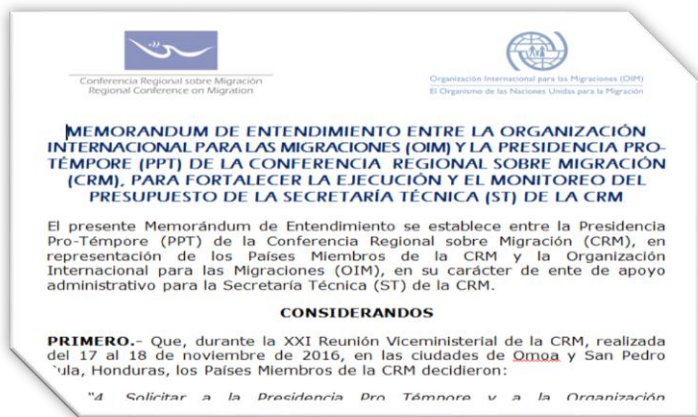 Conferencia Regional sobre Migración
Regional Conference on Migration
Organización Internacional para las Migraciones (OIM)
El Organismo de las Naciones Unidas para la Migración
MEMORANDUM DE ENTENDIMIENTO ENTRE LA ORGANIZACIÓN
INTERNACIONAL PARA LAS MIGRACIONES (OIM) Y LA PRESIDENCIA PRO-
TÉMPORE (PPT) DE LA CONFERENCIA REGIONAL SOBRE MIGRACIÓN
(CRM), PARA FORTALECER LA EJECUCIÓN Y EL MONITOREO DEL
PRESUPUESTO DE LA SECRETARÍA TÉCNICA (ST) DE LA CRM
El presente Memorándum de Entendimiento se establece entre la Presidencia
Pro-Témpore (PPT) de la Conferencia Regional sobre Migración (CRM), en
representación de los Países Miembros de la CRM y la Organización
Internacional para las Migraciones (OIM), en su carácter de ente de apoyo
administrativo para la Secretaría Técnica (ST) de la CRM.
CONSIDERANDOS
PRIMERO.- Que, durante la XXI Reunión Viceministerial de la CRM, realizada
del 17 al 18 de noviembre de 2016, en las ciudades de Omoa y San Pedro
Sula, Honduras, los Países Miembros de la CRM decidieron:
"4. Solicitar a la Presidencia Pro Témpore y a la Organización